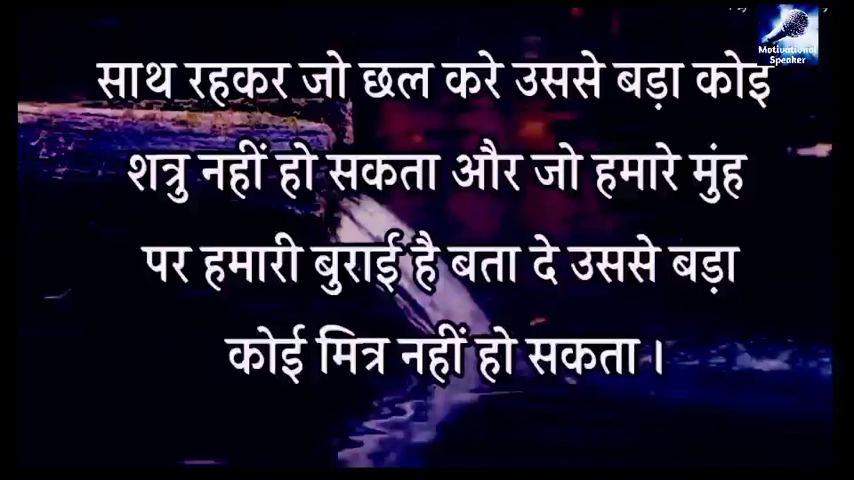 Motivational
Speaker
साथ रहकर जो छल करे उससे बड़ा कोइ
शत्रु नहीं हो सकता और जो हमारे मुंह
पर हमारी बुराई है बता दे उससे बड़ा
कोई मित्र नहीं हो सकता।